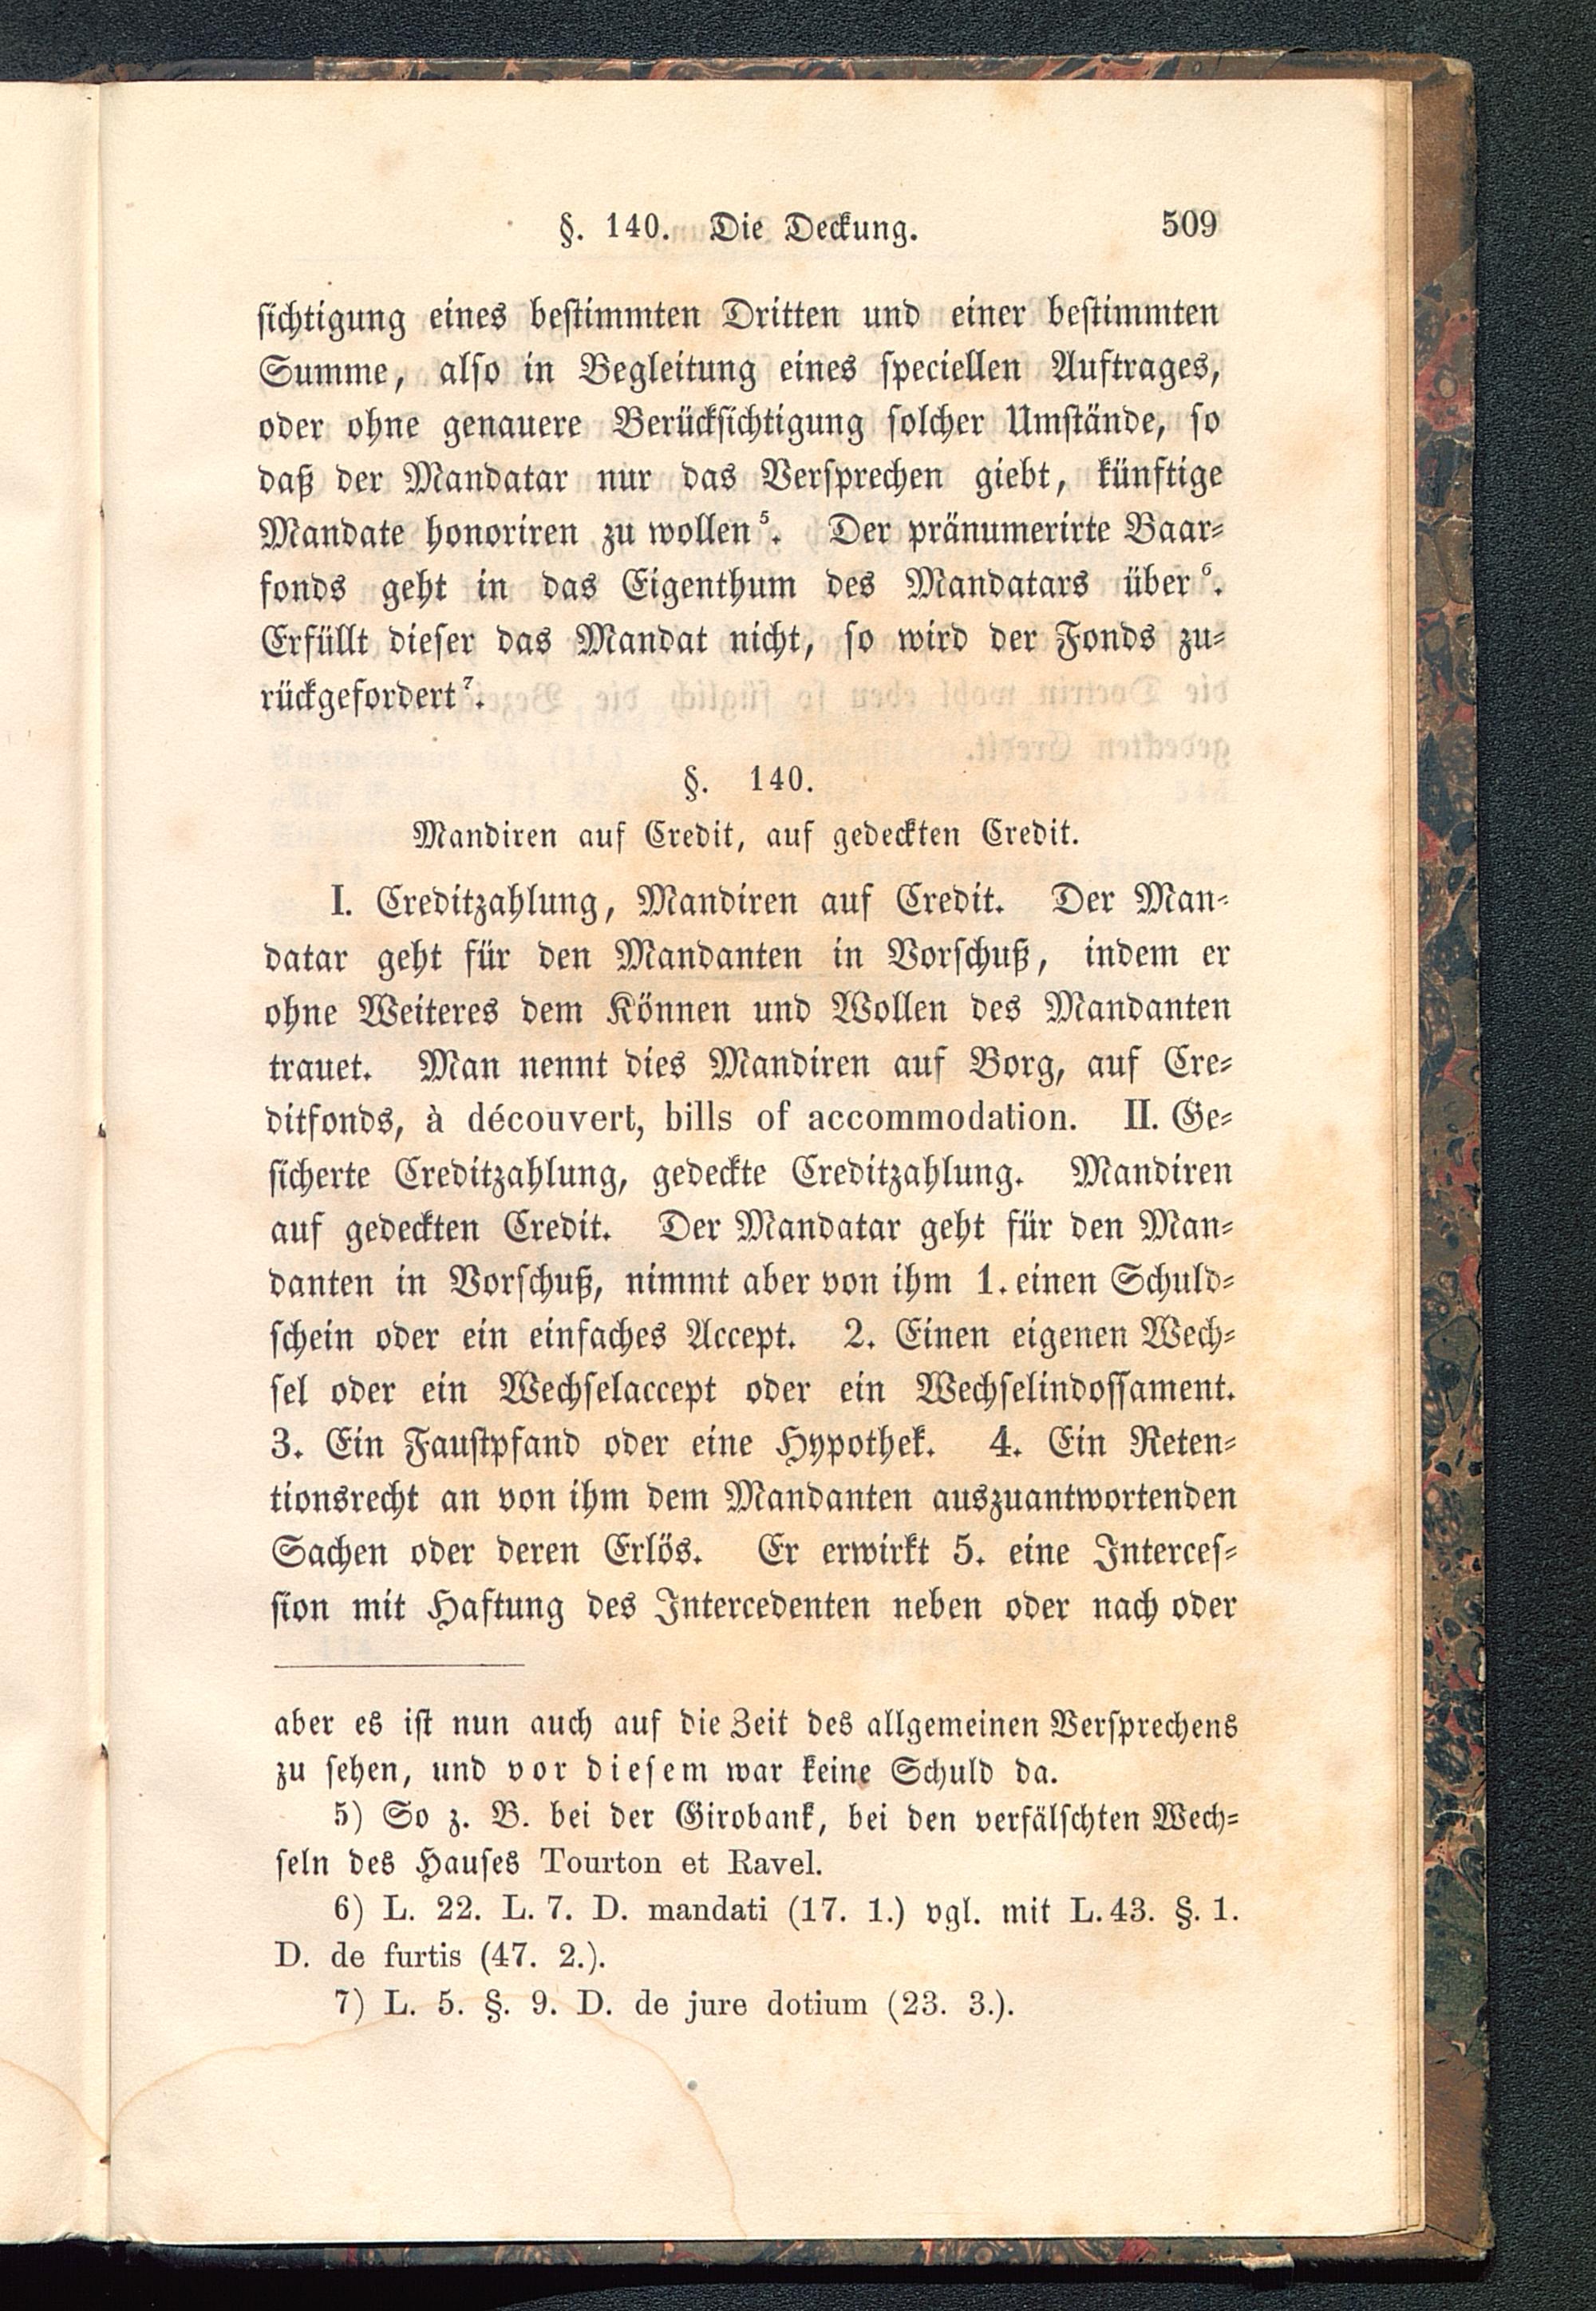 §. 140. Die Deckung. 509
sichtigung eines bestimmten Dritten und einer bestimmten
Summe, also in Begleitung eines speciellen Auftrages,
oder ohne genauere Berücksichtigung solcher Umstände, so
daß der Mandatar nur das Versprechen giebt, künftige
Mandate honoriren zu wollen⁵. Der pränumerirte Baar-
fonds geht in das Eigenthum des Mandatars über⁶.
Erfüllt dieser das Mandat nicht, so wird der Fonds zu-
rückgefordert⁷.
§. 140.
Mandiren auf Credit, auf gedeckten Credit.
I. Creditzahlung, Mandiren auf Credit. Der Man-
datar geht für den Mandanten in Vorschuß, indem er
ohne Weiteres dem Können und Wollen des Mandanten
trauet. Man nennt dies Mandiren auf Borg, auf Cre-
ditfonds, à découvert, bills of accommodation. II. Ge-
sicherte Creditzahlung, gedeckte Creditzahlung. Mandiren
auf gedeckten Credit. Der Mandatar geht für den Man-
danten in Vorschuß, nimmt aber von ihm 1. einen Schuld-
schein oder ein einfaches Accept. 2. Einen eigenen Wech-
sel oder ein Wechselaccept oder ein Wechselindossament.
3. Ein Faustpfand oder eine Hypothek. 4. Ein Reten-
tionsrecht an von ihm dem Mandanten auszuantwortenden
Sachen oder deren Erlös. Er erwirkt 5. eine Interces-
sion mit Haftung des Intercedenten neben oder nach oder
aber es ist nun auch auf die Zeit des allgemeinen Versprechens
zu sehen, und vor diesem war keine Schuld da.
5) So z. B. bei der Girobank, bei den verfälschten Wech-
seln des Hauses Tourton et Ravel.
6) L. 22. L. 7. D. mandati (17. 1.) vgl. mit L. 43. §. 1.
D. de furtis (47. 2.).
7) L. 5. §. 9. D. de jure dotium (23. 3.).